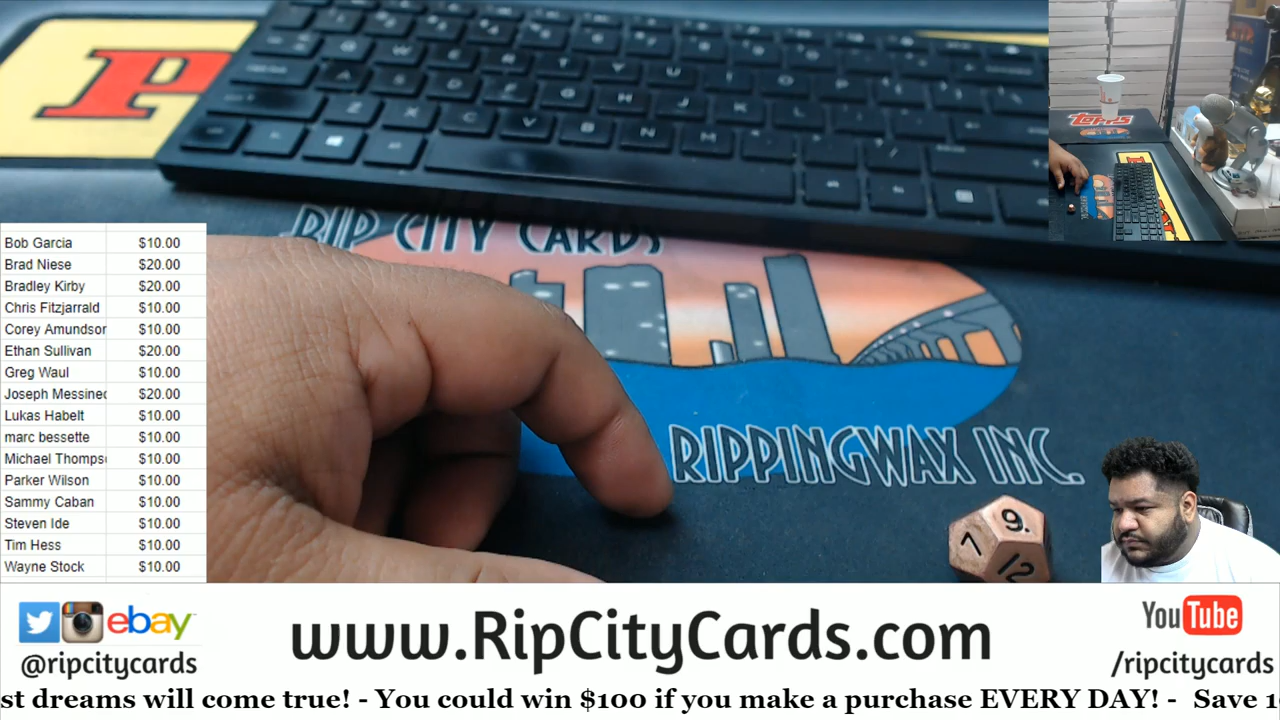 RIP CITY CARDS
RIPPINGWAX INC.
TOPPS
9.
7
12
Bob Garcia $10.00
Brad Niese $20.00
Bradley Kirby $20.00
Chris Fitzjarrald $10.00
Corey Amundsor $10.00
Ethan Sullivan $20.00
Greg Waul $10.00
Joseph Messinec $20.00
Lukas Habelt $10.00
marc bessette $10.00
Michael Thomps $10.00
Parker Wilson $10.00
Sammy Caban $10.00
Steven Ide $10.00
Tim Hess $10.00
Wayne Stock $10.00
ebay
@ripcitycards
www.RipCityCards.com
YouTube
/ripcitycards
st dreams will come true! - You could win $100 if you make a purchase EVERY DAY! - Save 1